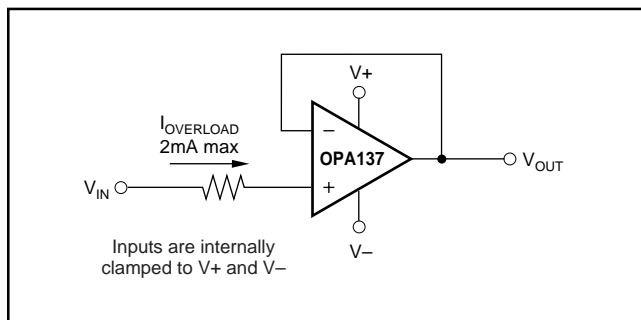 V+
IOVERLOAD
2mA max
–
OPA137
VOUT
VIN
+
V–
Inputs are internally
clamped to V+ and V–